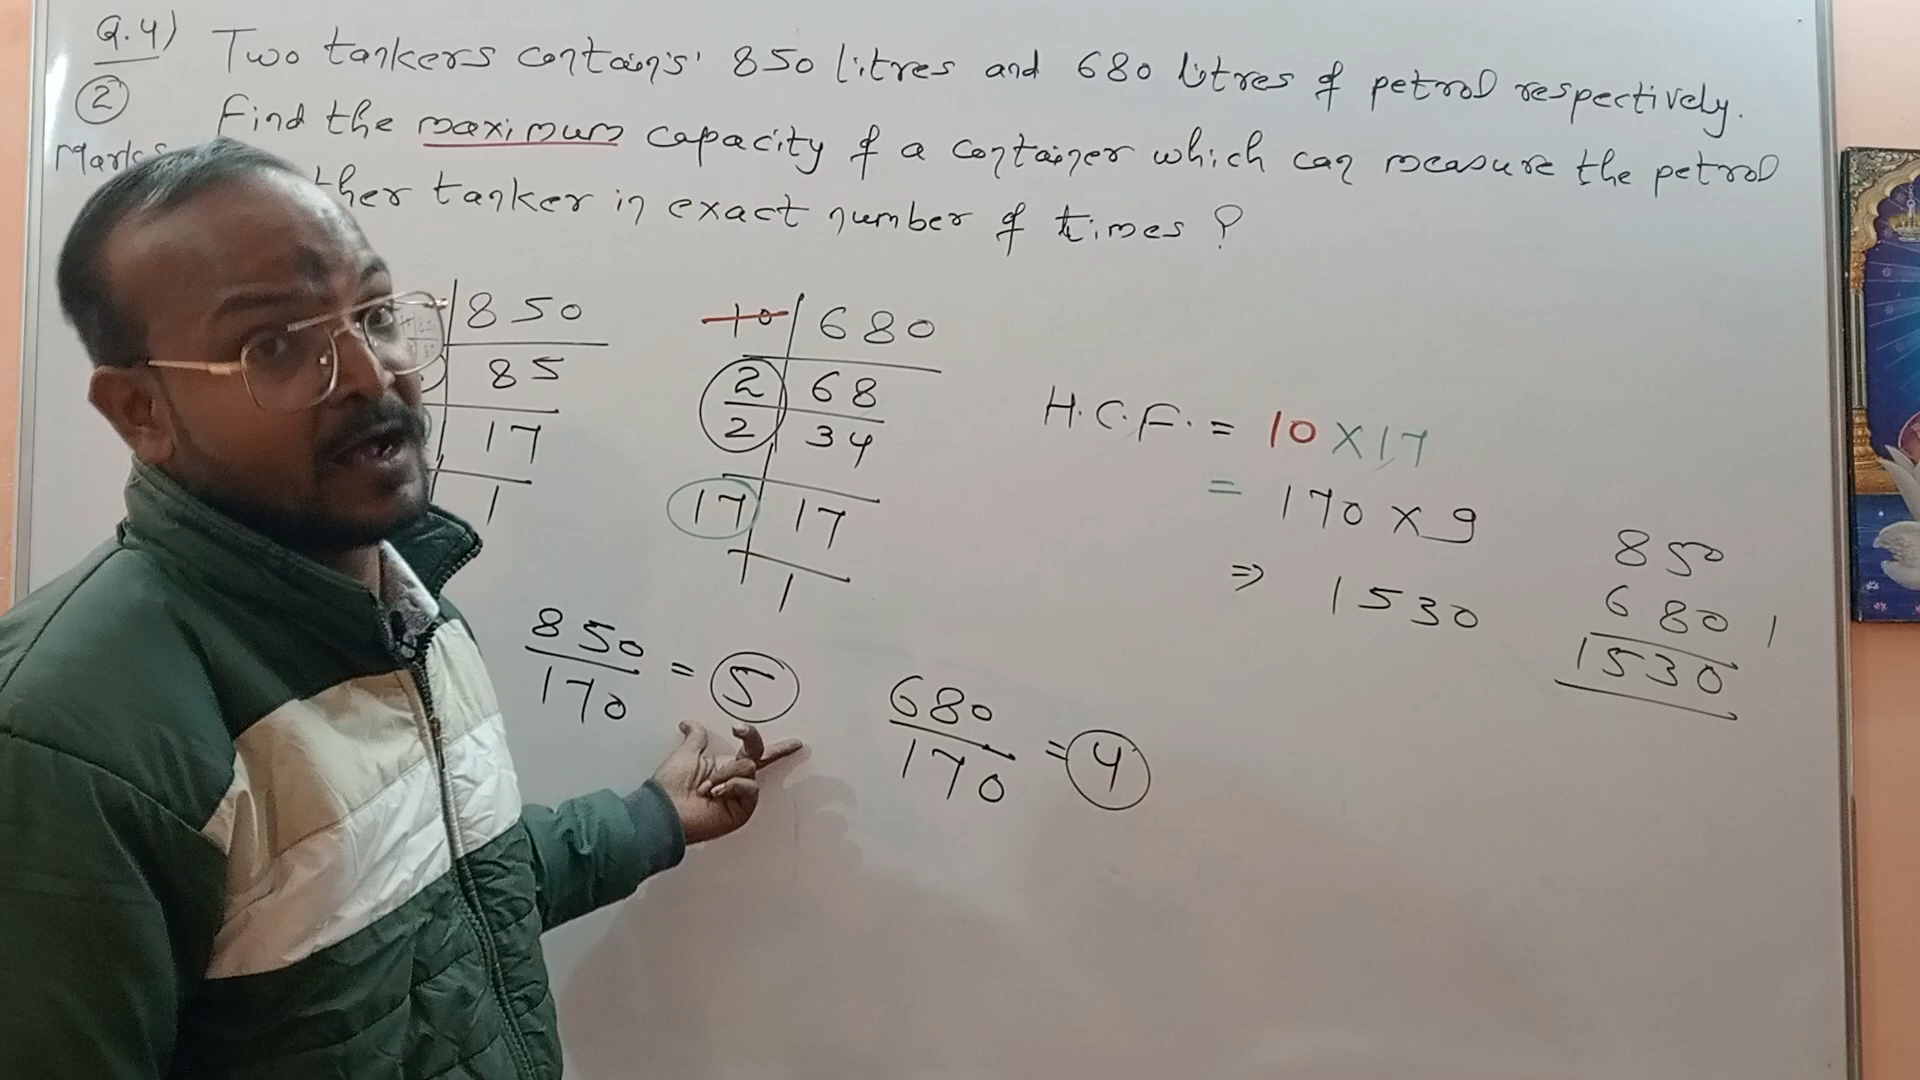 Q.4) Two tankers contains' 850 litres and 680 litres of petrol respectively.
2 Find the maximum capacity of a container which can measure the petrol
Marks ther tanker in exact number of times ?
850
85
17
1
10 680
2 68
2 34
17 17
1
H.C.F. = 10 X 17
= 170 X 9
⇒ 1530
850
680
1530
850/170 = 5
680/170 = 4